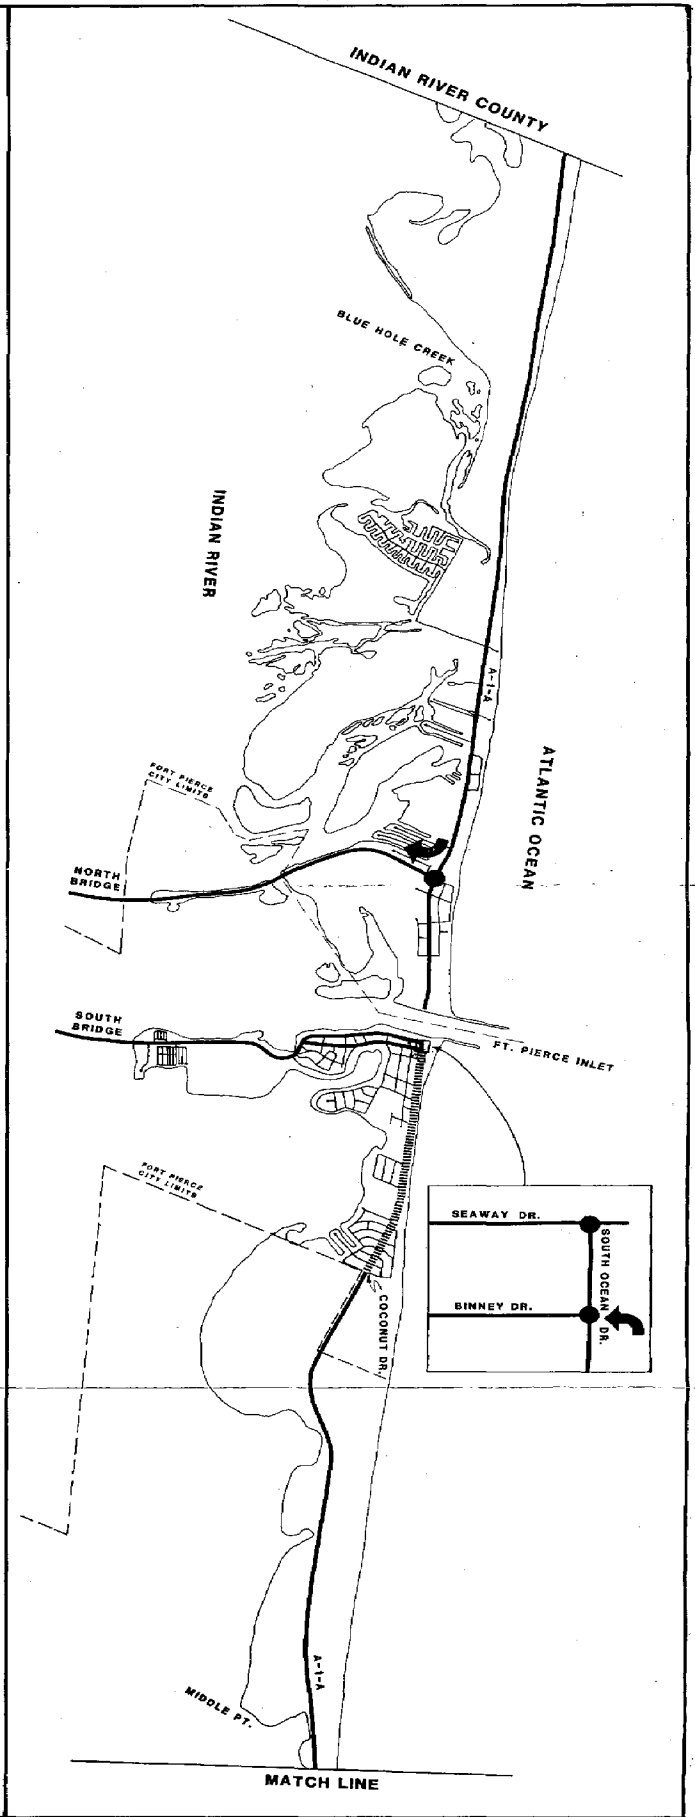 INDIAN RIVER COUNTY
BLUE HOLE CREEK
INDIAN RIVER
A-1-A
ATLANTIC OCEAN
FORT PIERCE
CITY LIMITS
NORTH
BRIDGE
SOUTH
BRIDGE
FT. PIERCE INLET
FORT PIERCE
CITY LIMITS
SEAWAY DR.
SOUTH OCEAN DR.
BINNEY DR.
COCONUT DR.
A-1-A
MIDDLE PT.
MATCH LINE